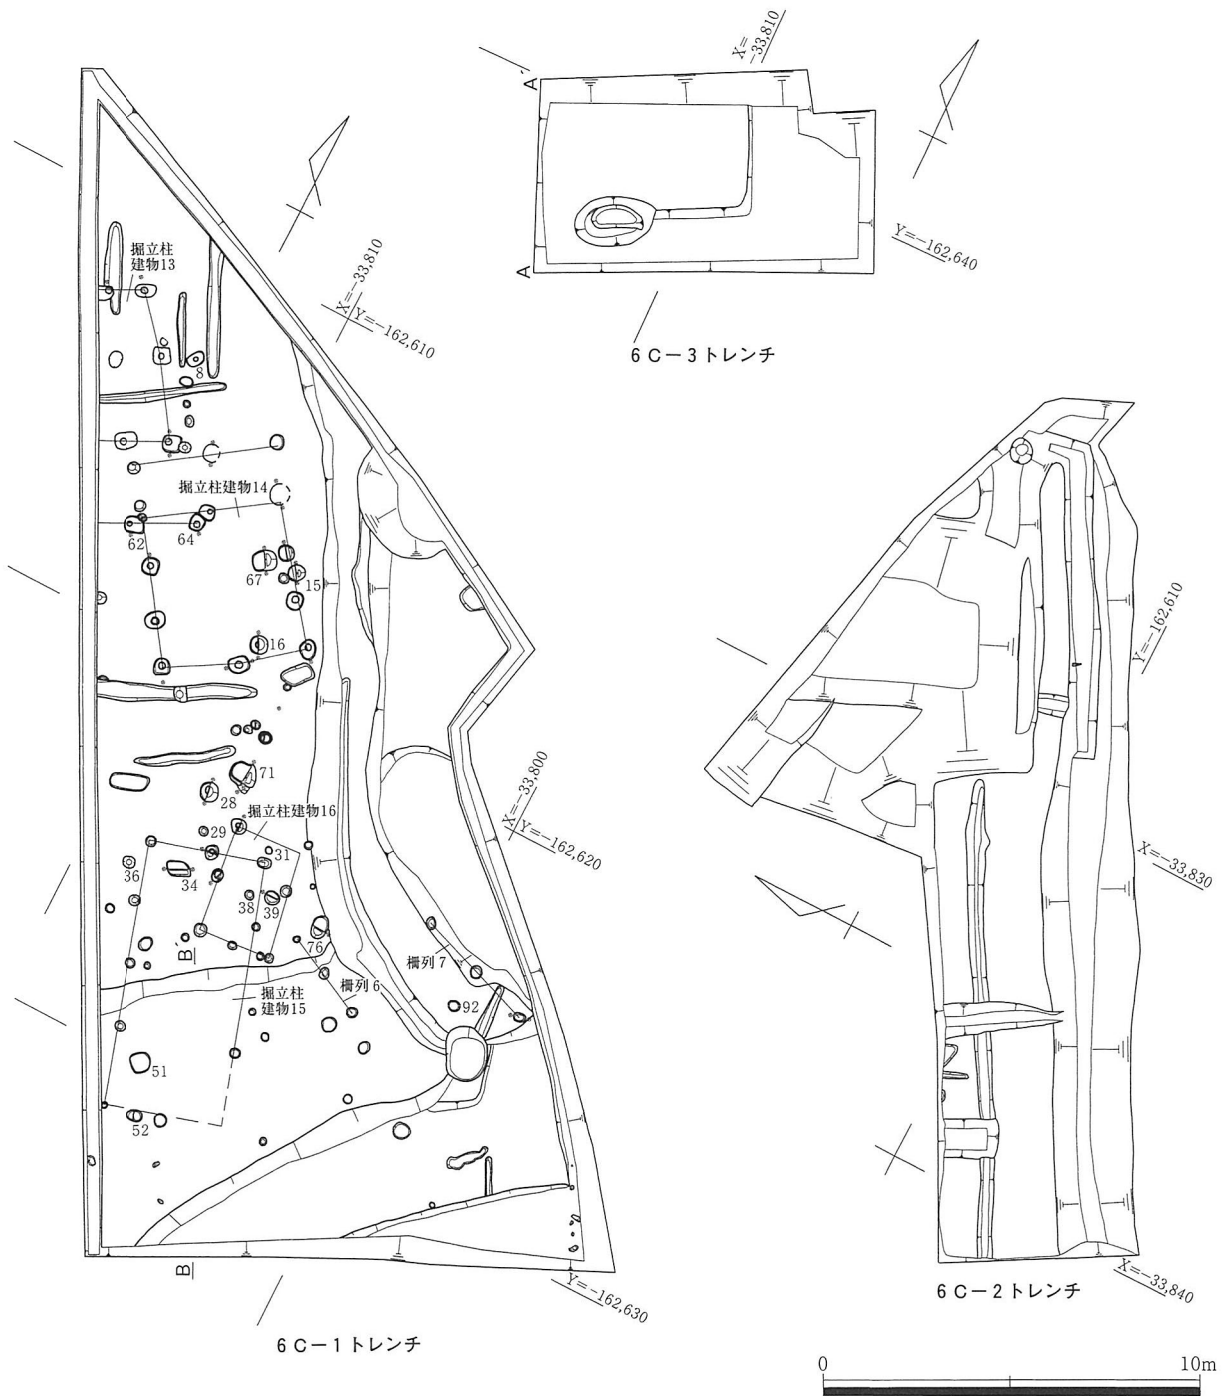 X=
-33,810
A'
A
Y=-162,640
6C-3トレンチ
掘立柱
建物13
X=-33,810
Y=-162,610
8
掘立柱建物14
62
64
67
15
16
71
28
掘立柱建物16
29
31
36
34
38
39
76
B'
柵列7
柵列6
92
掘立柱
建物15
51
52
X=-33,800
Y=-162,620
B
Y=-162,630
6C-1トレンチ
Y=-162,610
X=-33,830
X=-33,840
6C-2トレンチ
0
10m